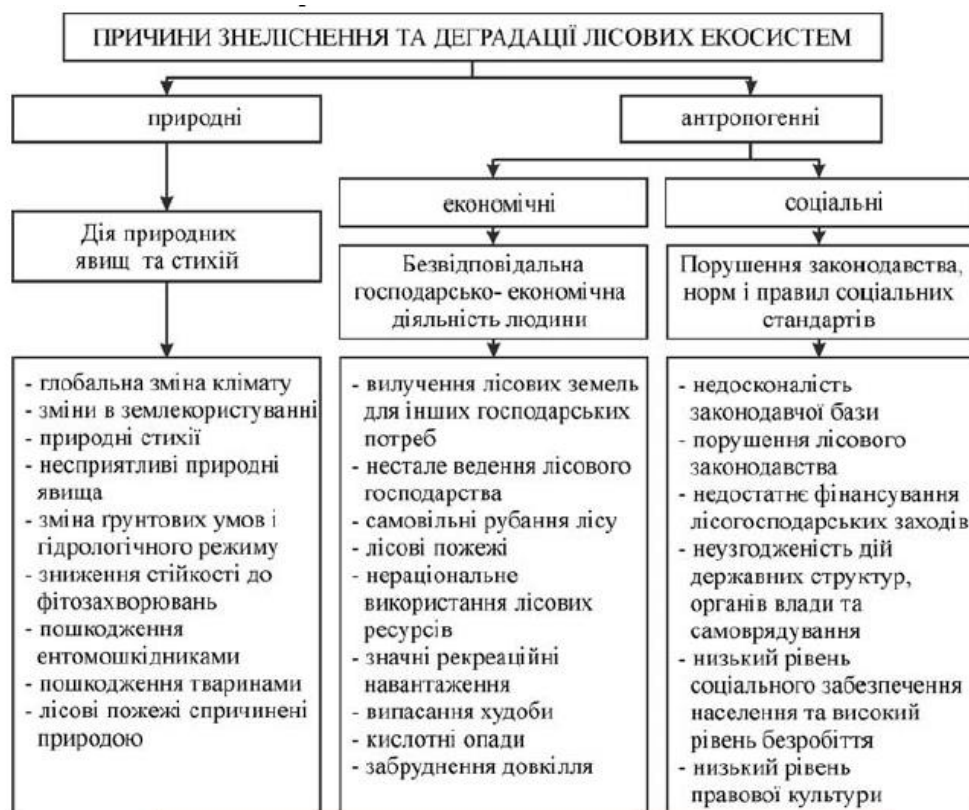 ПРИЧИНИ ЗНЕЛІСНЕННЯ ТА ДЕГРАДАЦІЇ ЛІСОВИХ ЕКОСИСТЕМ
природні
антропогенні
економічні
соціальні
Дія природних
явищ та стихій
Безвідповідальна
господарсько- економічна
діяльність людини
Порушення законодавства,
норм і правил соціальних
стандартів
- глобальна зміна клімату
- зміни в землекористуванні
- природні стихії
- несприятливі природні
явища
- зміна ґрунтових умов і
гідрологічного режиму
- зниження стійкості до
фітозахворювань
- пошкодження
ентомошкідниками
- пошкодження тваринами
- лісові пожежі спричинені
природою
- вилучення лісових земель
для інших господарських
потреб
- нестале ведення лісового
господарства
- самовільні рубання лісу
- лісові пожежі
- нераціональне
використання лісових
ресурсів
- значні рекреаційні
навантаження
- випасання худоби
- кислотні опади
- забруднення довкілля
- недосконалість
законодавчої бази
- порушення лісового
законодавства
- недостатнє фінансування
лісогосподарських заходів
- неузгодженість дій
державних структур,
органів влади та
самоврядування
- низький рівень
соціального забезпечення
населення та високий
рівень безробіття
- низький рівень
правової культури